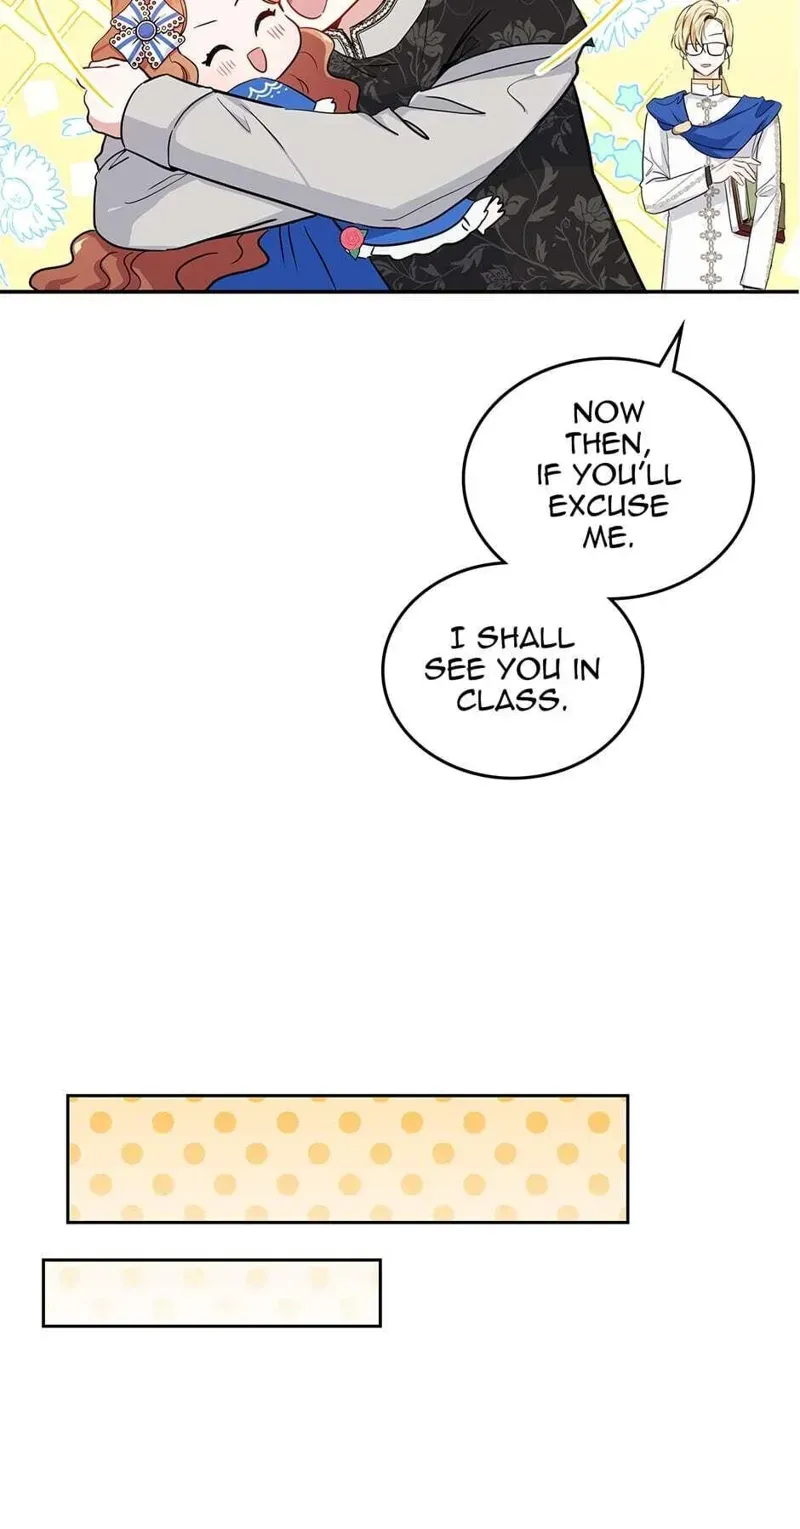 NOW
THEN,
IF YOU'LL
EXCUSE
ME.
I SHALL
SEE YOU IN
CLASS.